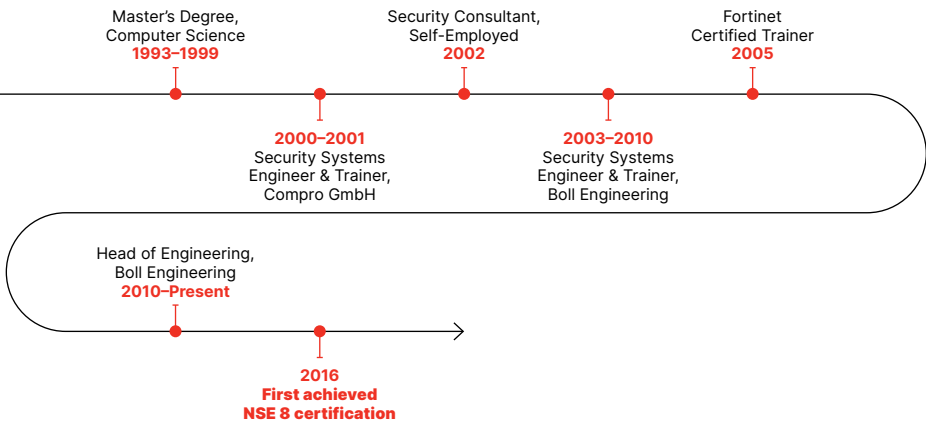 Master’s Degree,
Computer Science
1993–1999
Security Consultant,
Self-Employed
2002
Fortinet
Certified Trainer
2005
2000–2001
Security Systems
Engineer & Trainer,
Compro GmbH
2003–2010
Security Systems
Engineer & Trainer,
Boll Engineering
Head of Engineering,
Boll Engineering
2010–Present
2016
First achieved
NSE 8 certification